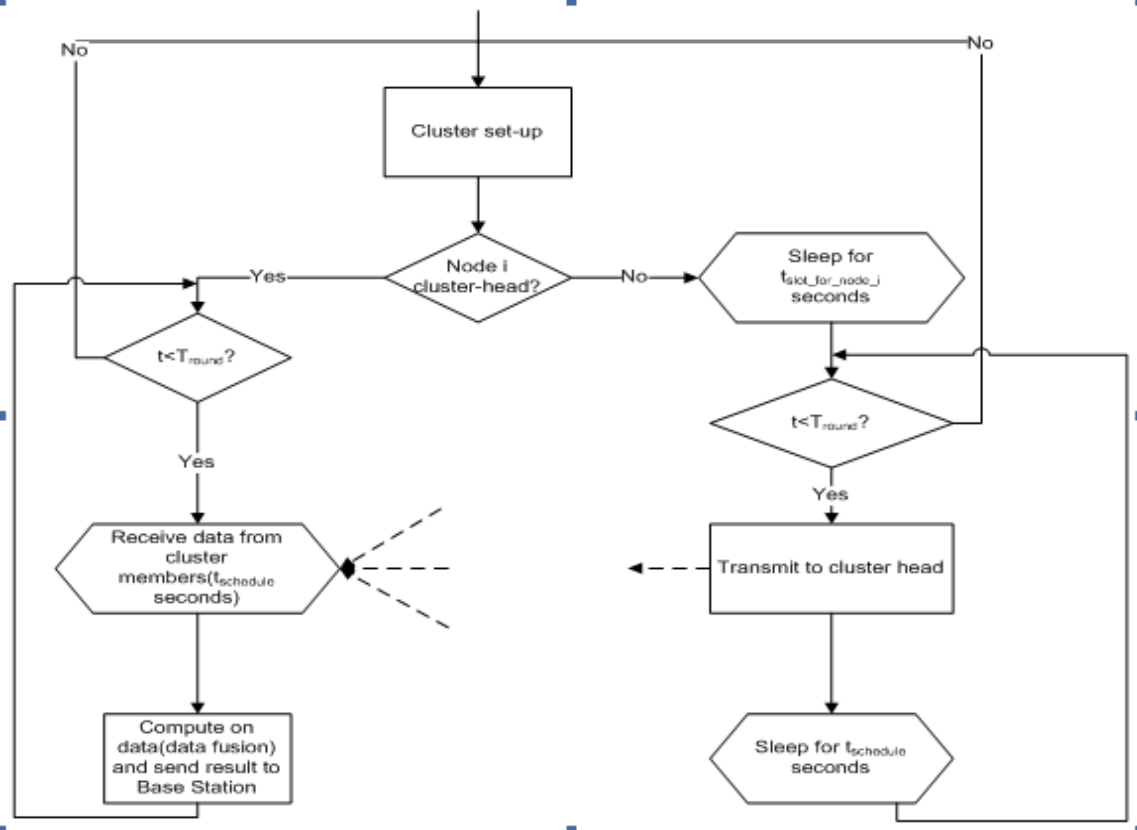 No
No
Cluster set-up
Node i
cluster-head?
Yes
No
Sleep for
tslot_for_node_i
seconds
t<Tround?
t<Tround?
Yes
Yes
Receive data from
cluster
members(tschedule
seconds)
Transmit to cluster head
Compute on
data(data fusion)
and send result to
Base Station
Sleep for tschedule
seconds